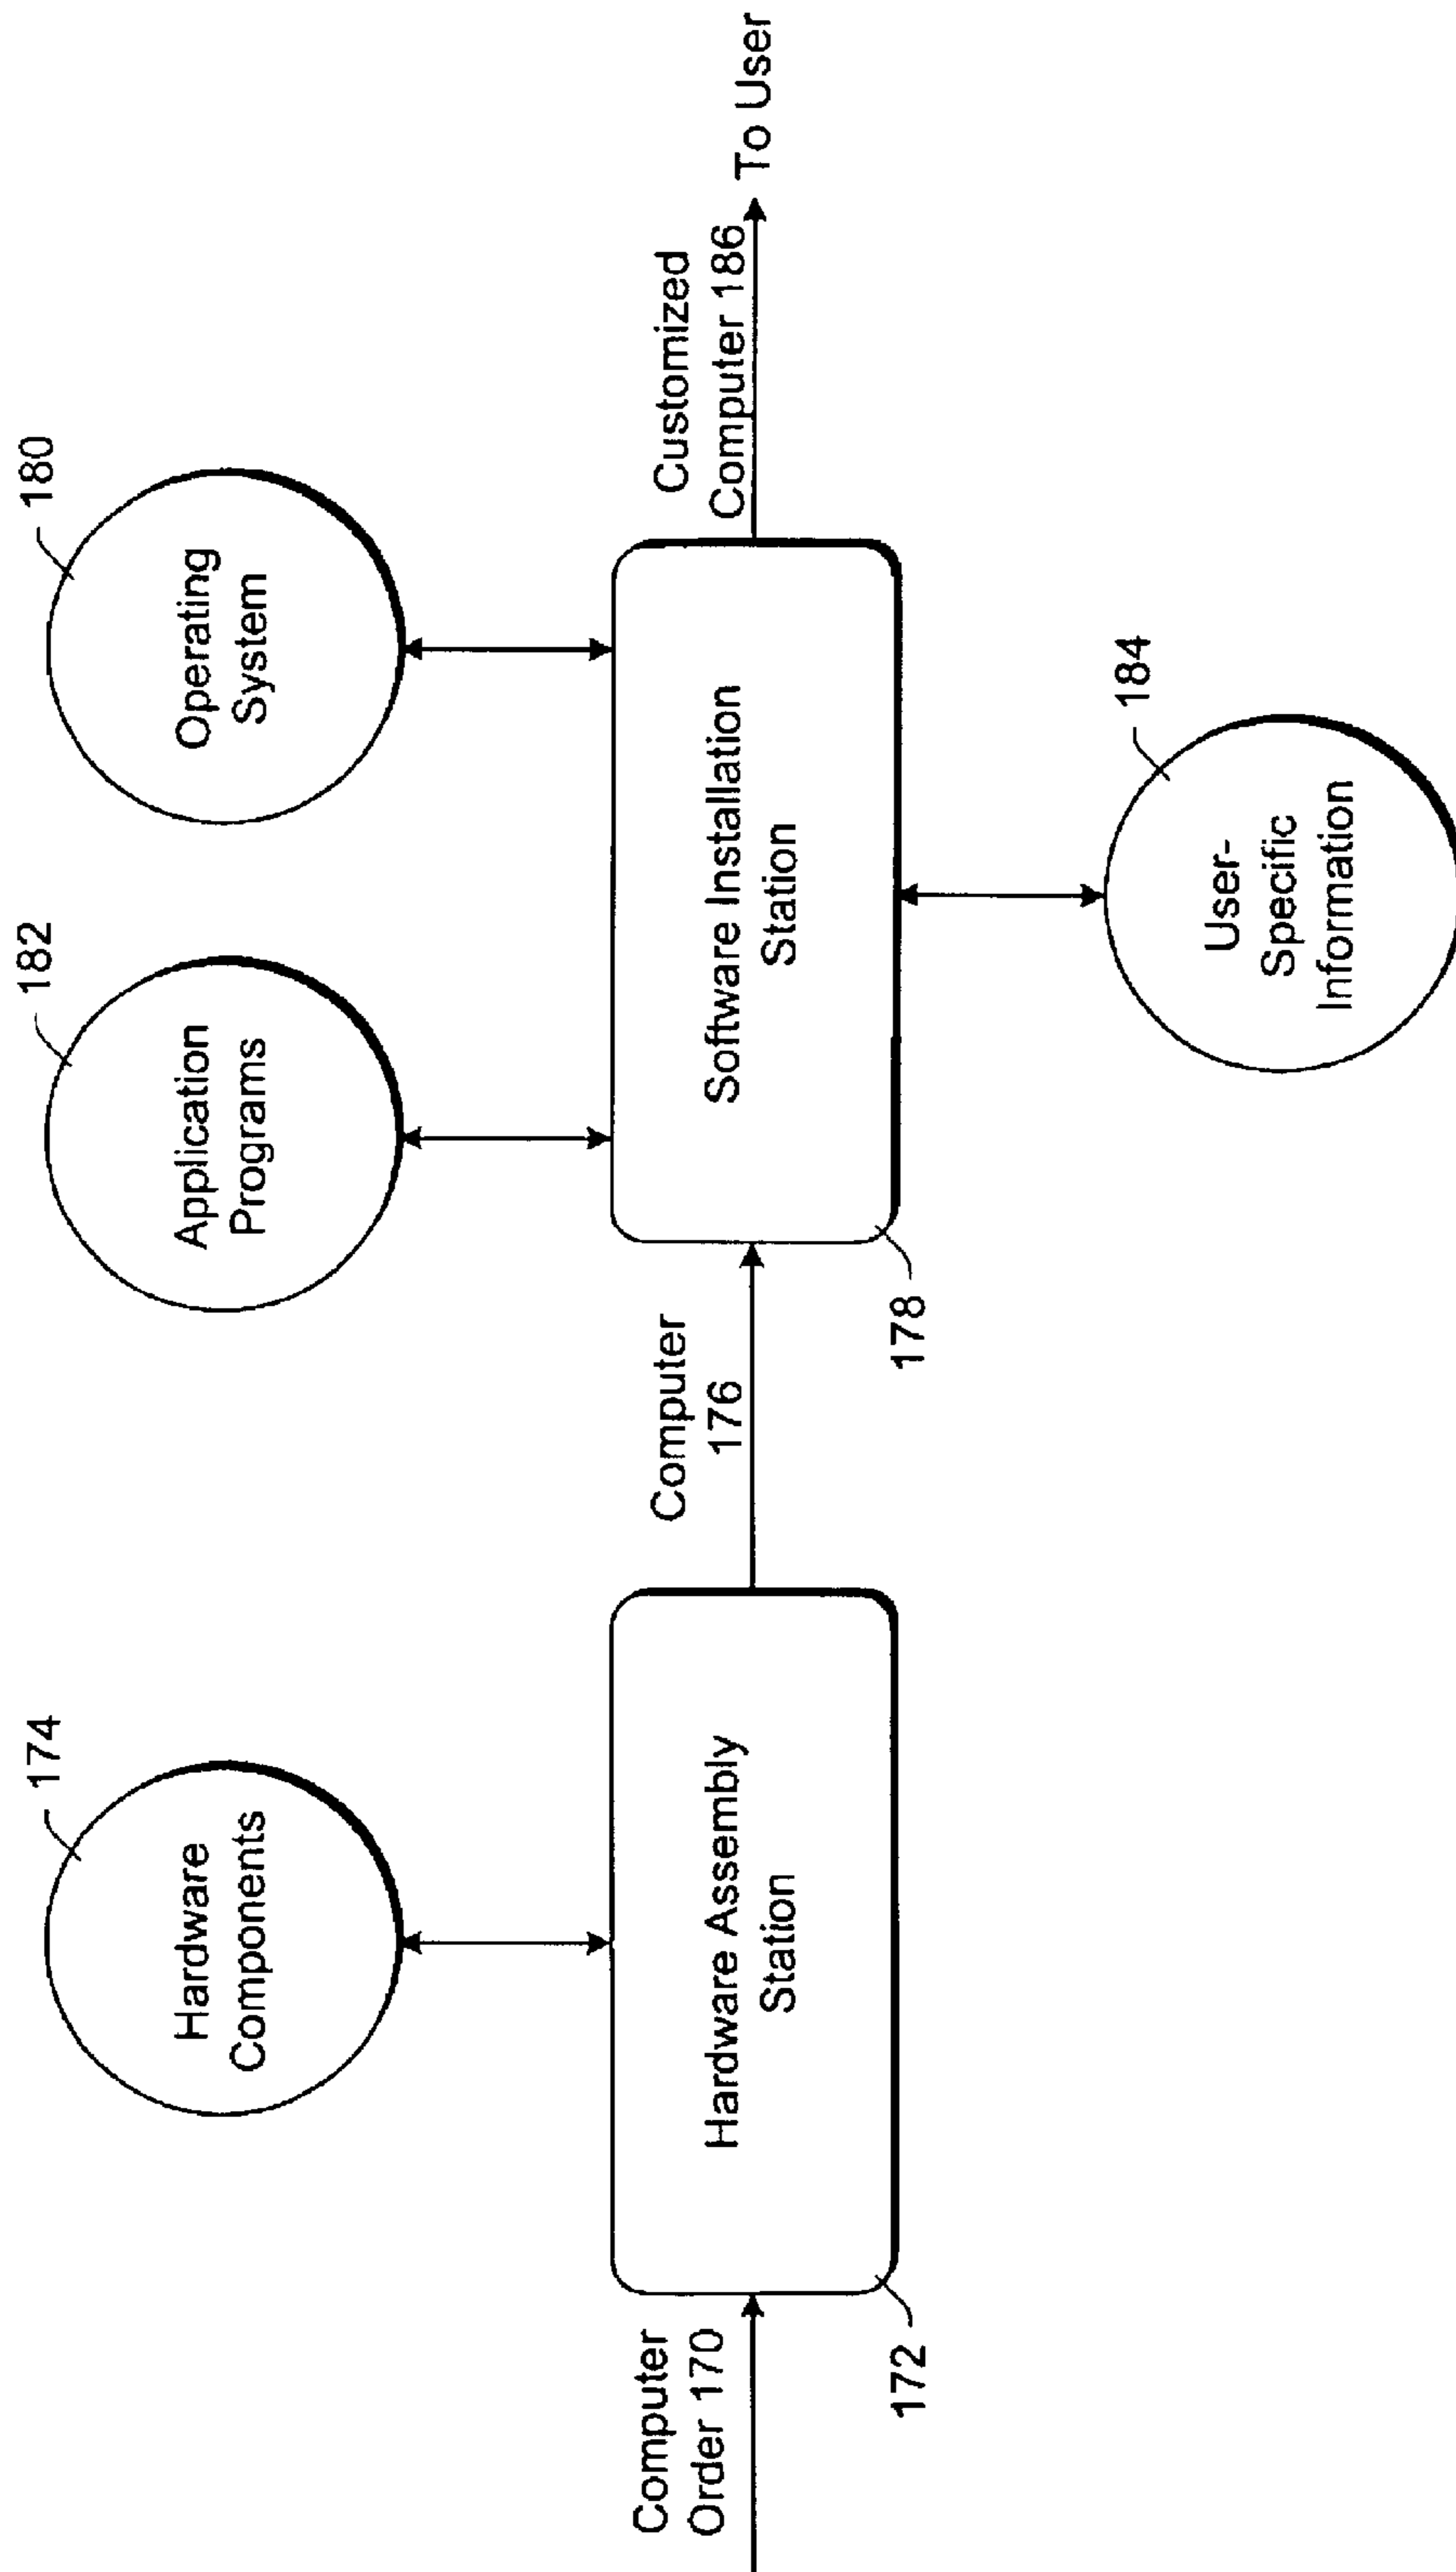 174
Hardware
Components
182
Application
Programs
180
Operating
System
Computer
Order 170
Hardware Assembly
Station
172
Computer
176
Software Installation
Station
178
Customized
Computer 186
To User
184
User-
Specific
Information